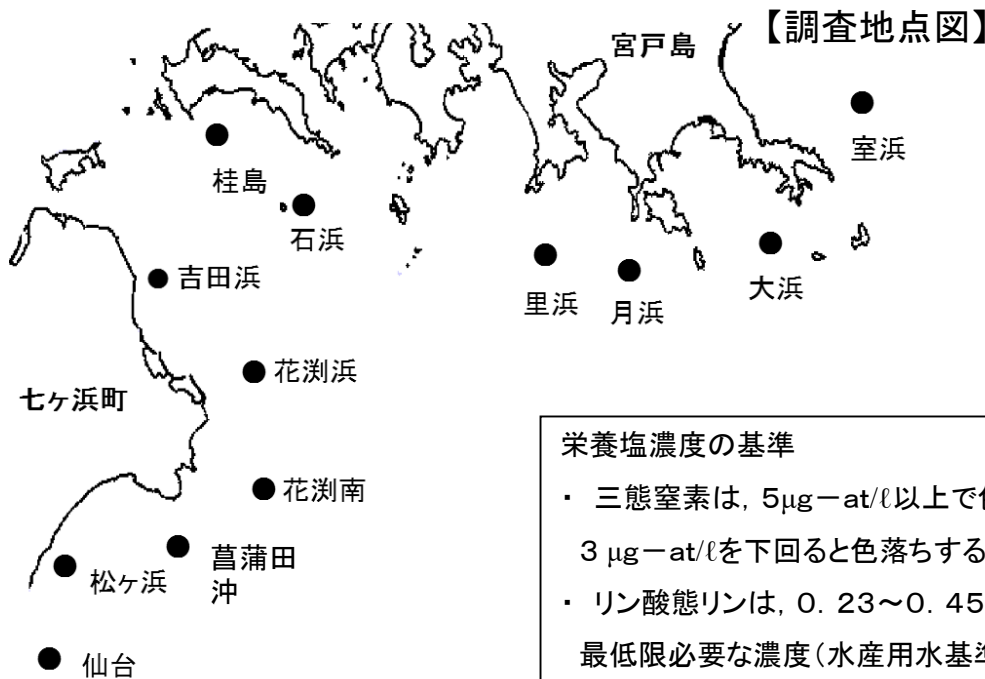 【調査地点図】
宮戸島
室浜
桂島
石浜
大浜
吉田浜
里浜
月浜
花渕浜
七ヶ浜町
花渕南
菖蒲田
沖
松ヶ浜
仙台
栄養塩濃度の基準
・ 三態窒素は，5μg－at/ℓ以上で
3 μg－at/ℓを下回ると色落ちする
・ リン酸態リンは，0．23～0．45
最低限必要な濃度（水産用水基準